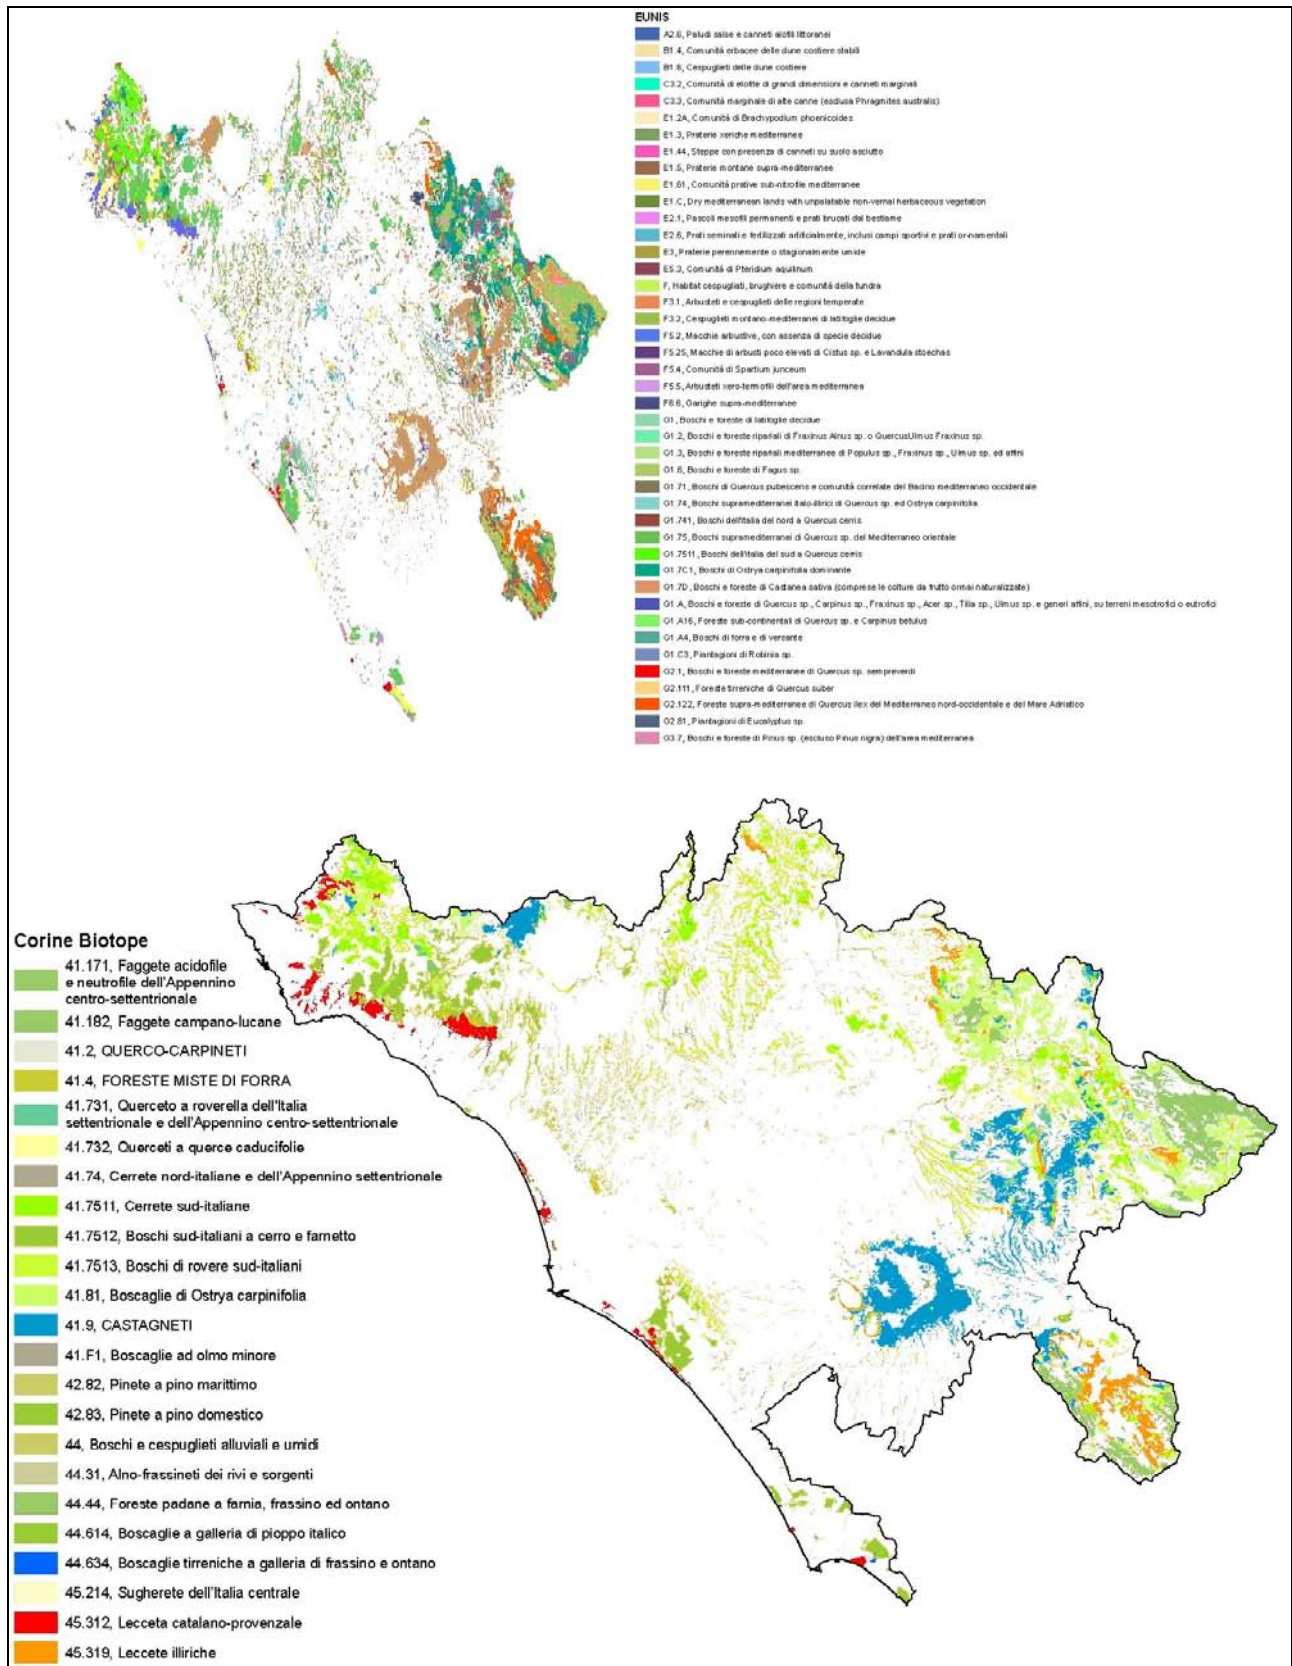 EUNIS
A2.6, Paludi salse e canneti alofili littoranei
B1.4, Comunità erbacee delle dune costiere stabili
B1.6, Cespuglieti delle dune costiere
C3.2, Comunità di elofite di grandi dimensioni e canneti marginali
C3.3, Comunità marginale di alte canne (esclusa Phragmites australis)
E1.2A, Comunità di Brachypodium phoenicoides
E1.3, Praterie xeriche mediterranee
E1.44, Steppe con presenza di canneti su suolo asciutto
E1.5, Praterie montane supra-mediterranee
E1.61, Comunità prative sub-nitrofile mediterranee
E1.C, Dry mediterranean lands with unpalatable non-vernal herbaceous vegetation
E2.1, Pascoli mesofili permanenti e prati brucati dal bestiame
E2.6, Prati seminati e fertilizzati artificialmente, inclusi campi sportivi e prati or-namentali
E3, Praterie perennemente o stagionalmente umide
E5.3, Comunità di Pteridium aquilinum
F, Habitat cespugliati, brughiere e comunità della tundra
F3.1, Arbusteti e cespuglieti delle regioni temperate
F3.2, Cespuglieti montano-mediterranei di latifoglie decidue
F5.2, Macchie arbustive, con assenza di specie decidue
F5.25, Macchie di arbusti poco elevati di Cistus sp. e Lavandula stoechas
F5.4, Comunità di Spartium junceum
F5.5, Arbusteti xero-termofili dell'area mediterranea
F6.6, Garighe supra-mediterranee
G1, Boschi e foreste di latifoglie decidue
G1.2, Boschi e foreste ripariali di Fraxinus Alnus sp. o QuercusUlmus Fraxinus sp.
G1.3, Boschi e foreste ripariali mediterranee di Populus sp., Fraxinus sp., Ulmus sp. ed affini
G1.6, Boschi e foreste di Fagus sp.
G1.71, Boschi di Quercus pubescens e comunità correlate del Bacino mediterraneo occidentale
G1.74, Boschi supramediterranei italo-illirici di Quercus sp. ed Ostrya carpinifolia
G1.741, Boschi dell'italia del nord a Quercus cerris
G1.75, Boschi supramediterranei di Quercus sp. del Mediterraneo orientale
G1.7511, Boschi dell'Italia del sud a Quercus cerris
G1.7C1, Boschi di Ostrya carpinifolia dominante
G1.7D, Boschi e foreste di Castanea sativa (comprese le colture da frutto ormai naturalizzate)
G1.A, Boschi e foreste di Quercus sp., Carpinus sp., Fraxinus sp., Acer sp., Tilia sp., Ulmus sp. e generi affini, su terreni mesotrofici o eutrofici
G1.A16, Foreste sub-continentali di Quercus sp. e Carpinus betulus
G1.A4, Boschi di forra e di versante
G1.C3, Piantagioni di Robinia sp.
G2.1, Boschi e foreste mediterranee di Quercus sp. sempreverdi
G2.111, Foreste tirreniche di Quercus suber
G2.122, Foreste supra-mediterranee di Quercus ilex del Mediterraneo nord-occidentale e del Mare Adriatico
G2.81, Piantagioni di Eucalyptus sp.
G3.7, Boschi e foreste di Pinus sp. (escluso Pinus nigra) dell'area mediterranea
Corine Biotope
41.171, Faggete acidofile
e neutrofile dell'Appennino
centro-settentrionale
41.182, Faggete campano-lucane
41.2, QUERCO-CARPINETI
41.4, FORESTE MISTE DI FORRA
41.731, Querceto a roverella dell'Italia
settentrionale e dell'Appennino centro-settentrionale
41.732, Querceti a querce caducifolie
41.74, Cerrete nord-italiane e dell'Appennino settentrionale
41.7511, Cerrete sud-italiane
41.7512, Boschi sud-italiani a cerro e farnetto
41.7513, Boschi di rovere sud-italiani
41.81, Boscaglie di Ostrya carpinifolia
41.9, CASTAGNETI
41.F1, Boscaglie ad olmo minore
42.82, Pinete a pino marittimo
42.83, Pinete a pino domestico
44, Boschi e cespuglieti alluviali e umidi
44.31, Alno-frassineti dei rivi e sorgenti
44.44, Foreste padane a farnia, frassino ed ontano
44.614, Boscaglie a galleria di pioppo italico
44.634, Boscaglie tirreniche a galleria di frassino e ontano
45.214, Sugherete dell'Italia centrale
45.312, Lecceta catalano-provenzale
45.319, Leccete illiriche